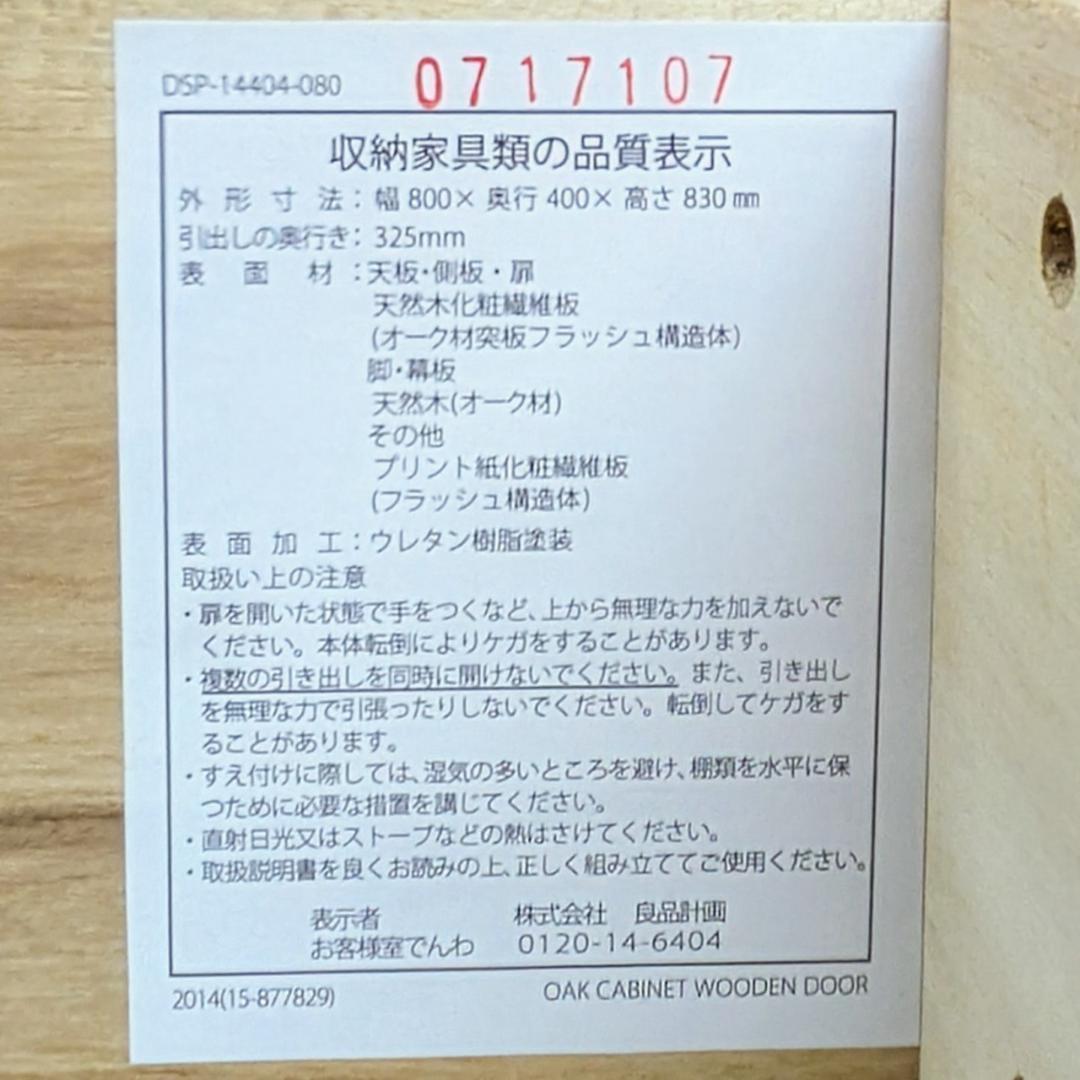 DSP-14404-080 0717107
収納家具類の品質表示
外形寸法：幅 800× 奥行 400× 高さ 830㎜
引出しの奥行き：325mm
表面材：天板・側板・扉
天然木化粧繊維板
(オーク材突板フラッシュ構造体)
脚・幕板
天然木(オーク材)
その他
プリント紙化粧繊維板
(フラッシュ構造体)
表面加工：ウレタン樹脂塗装
取扱い上の注意
・扉を開いた状態で手をつくなど、上から無理な力を加えないで
ください。本体転倒によりケガをすることがあります。
・複数の引き出しを同時に開けないでください。また、引き出し
を無理な力で引張ったりしないでください。転倒してケガをす
ることがあります。
・すえ付けに際しては、湿気の多いところを避け、棚類を水平に保
つために必要な措置を講じてください。
・直射日光又はストーブなどの熱はさけてください。
・取扱説明書を良くお読みの上、正しく組み立ててご使用ください。
表示者 株式会社 良品計画
お客様室でんわ 0120-14-6404
2014(15-877829) OAK CABINET WOODEN DOOR